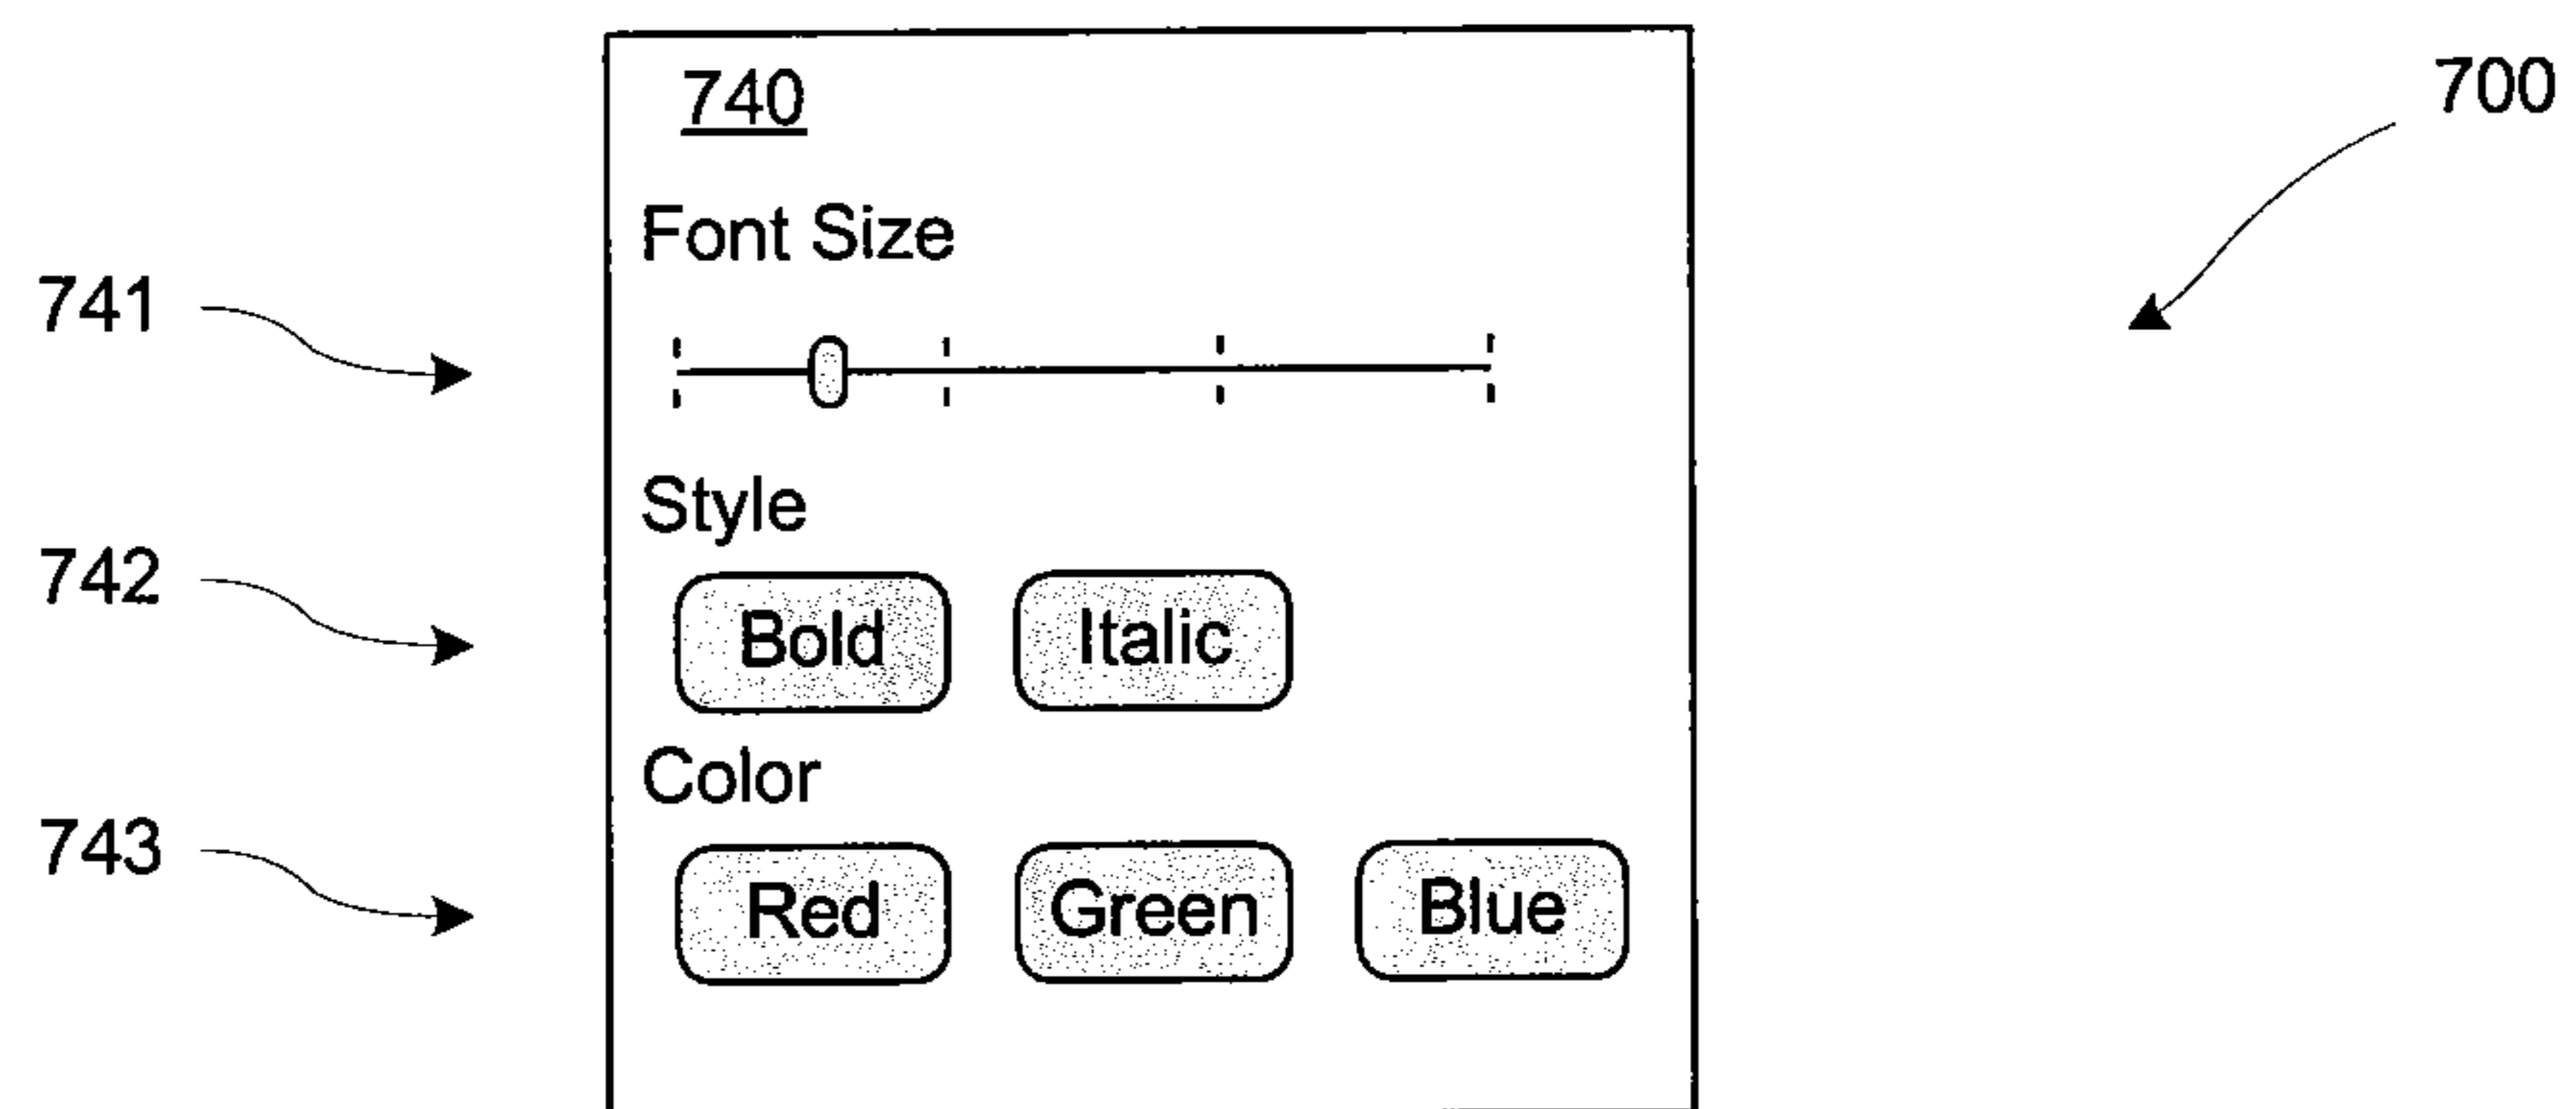 740
700
Font Size
741
Style
742
Bold Italic
Color
743
Red Green Blue